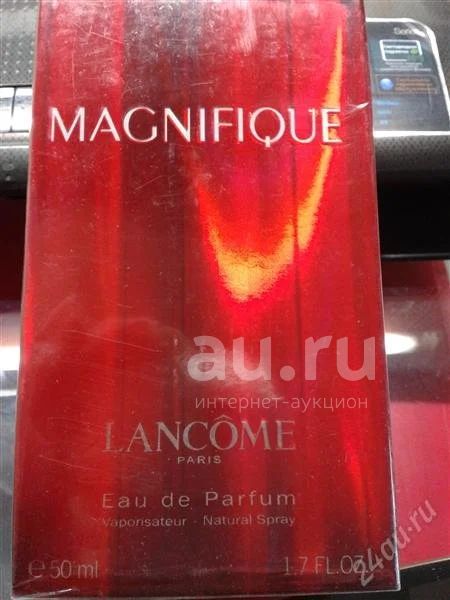 MAGNIFIQUE
au.ru
интернет-аукцион
LANCÔME
PARIS
Eau de Parfum
Vaporisateur - Natural Spray
e 50 ml 1.7 FL.OZ.
24au.ru